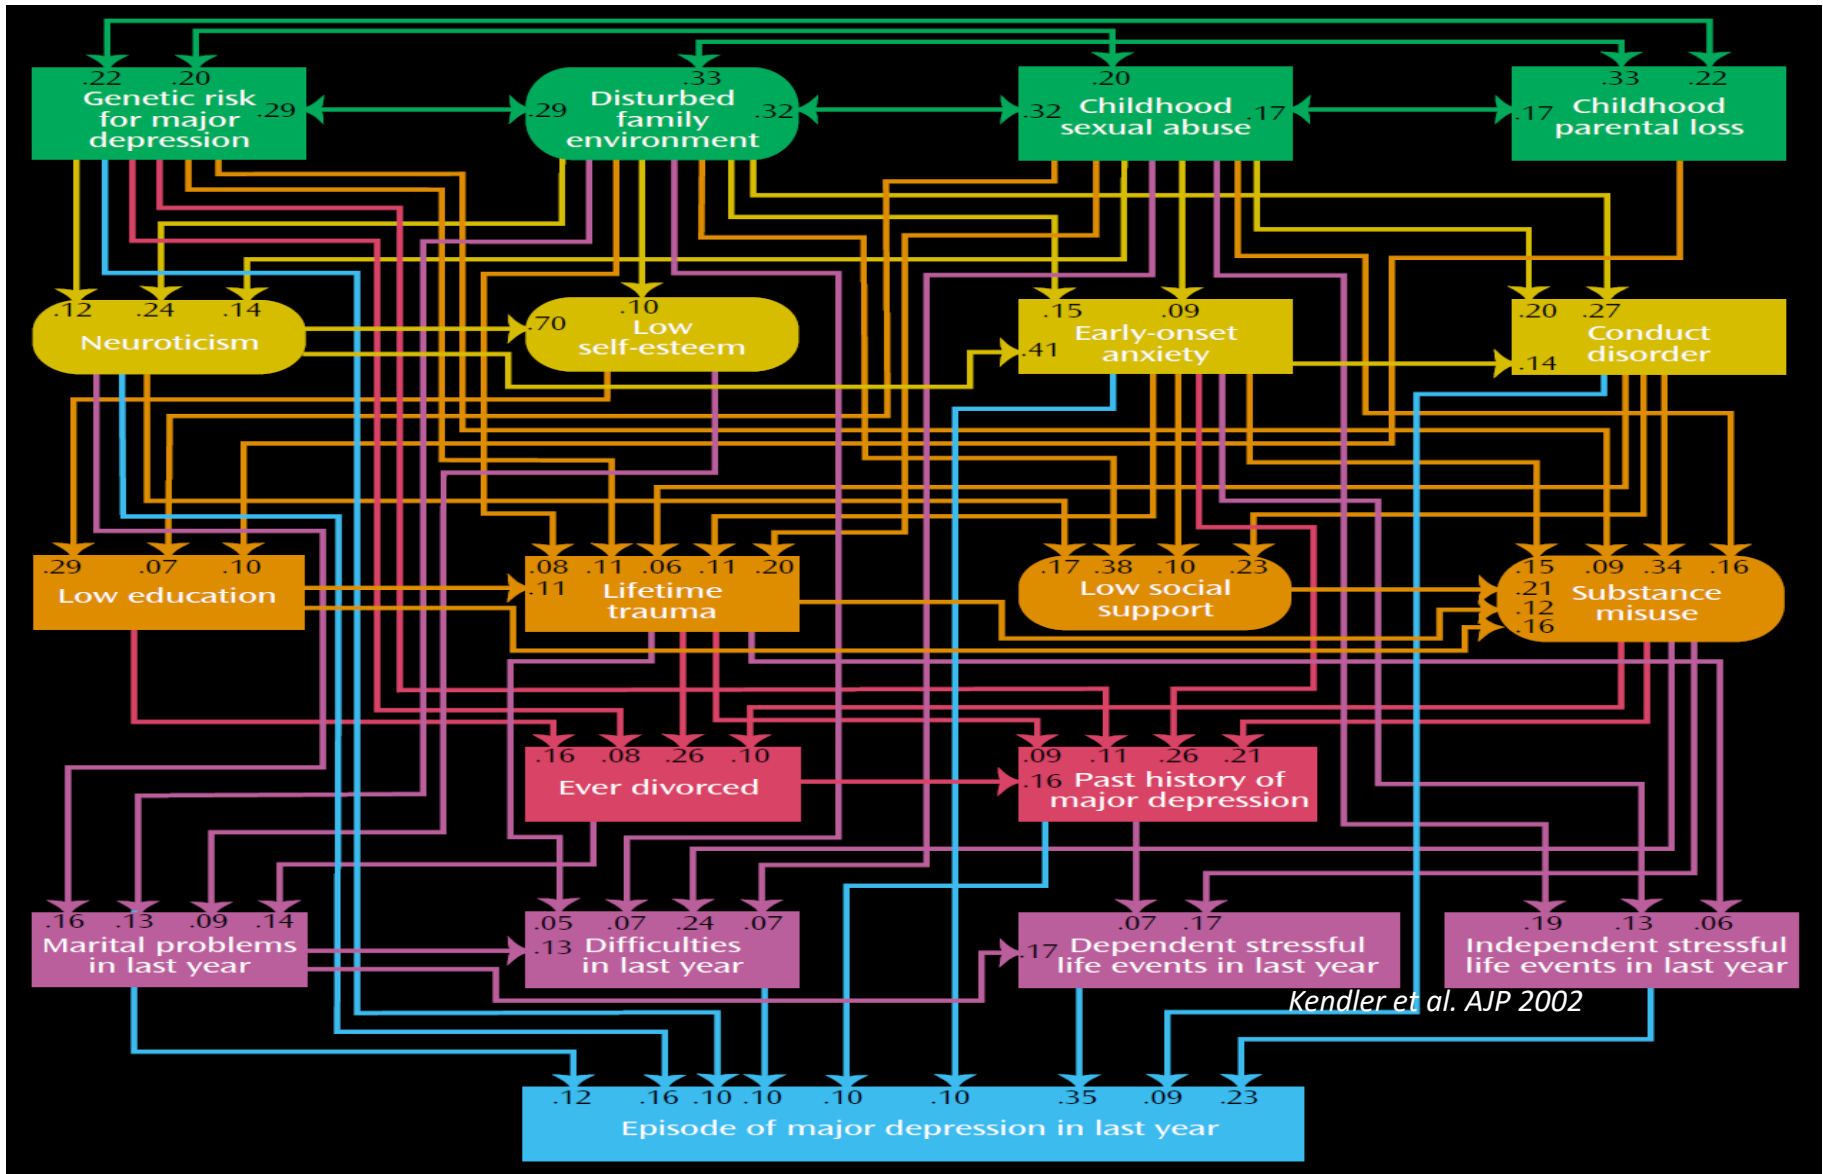 .22 .20
Genetic risk
for major
depression
.29
.33
.29
Disturbed
family
environment
.32
.20
.32
Childhood
sexual abuse
.17
.33 .22
.17
Childhood
parental loss
.12 .24 .14
Neuroticism
.10
.70
Low
self-esteem
.15 .09
Early-onset
anxiety
.41
.20 .27
Conduct
disorder
.14
.29 .07 .10
Low education
.08 .11 .06 .11 .20
.11
Lifetime
trauma
.17 .38 .10 .23
Low social
support
.15 .09 .34 .16
.21
.12
.16
Substance
misuse
.16 .08 .26 .10
Ever divorced
.09 .11 .26 .21
.16
Past history of
major depression
.16 .13 .09 .14
Marital problems
in last year
.05 .07 .24 .07
.13
Difficulties
in last year
.07 .17
.17
Dependent stressful
life events in last year
.19 .13 .06
Independent stressful
life events in last year
Kendler et al. AJP 2002
.12 .16 .10 .10 .10 .10 .35 .09 .23
Episode of major depression in last year